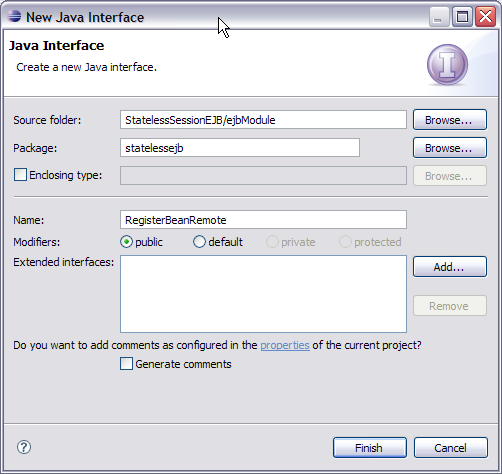 New Java Interface
Java Interface
Create a new Java interface.
Source folder: StatelessSessionEJB/ejbModule Browse...
Package: statelessejb Browse...
Enclosing type: Browse...
Name: RegisterBeanRemote
Modifiers: public default private protected
Extended interfaces: Add...
Remove
Do you want to add comments as configured in the properties of the current project?
Generate comments
Finish Cancel